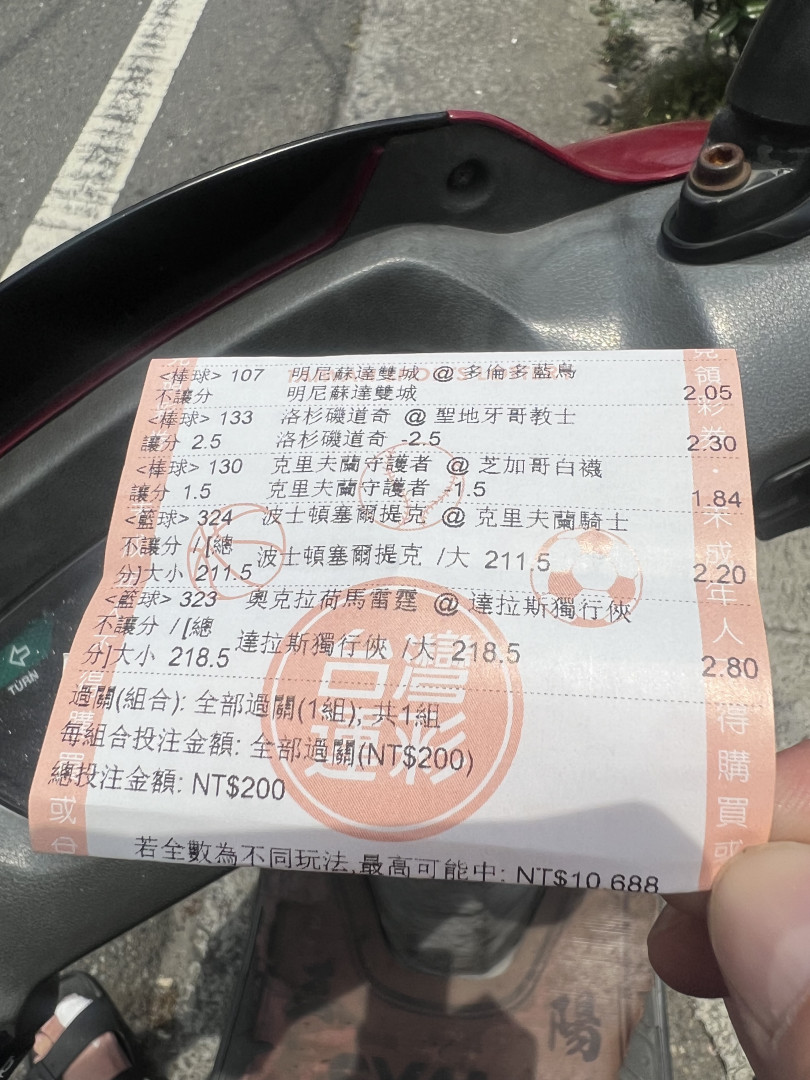 <棒球> 107 明尼蘇達雙城 @ 多倫多藍鳥
不讓分 明尼蘇達雙城 2.05
<棒球> 133 洛杉磯道奇 @ 聖地牙哥教士
讓分 2.5 洛杉磯道奇 -2.5 2.30
<棒球> 130 克里夫蘭守護者 @ 芝加哥白襪
讓分 1.5 克里夫蘭守護者 -1.5 1.84
<籃球> 324 波士頓塞爾提克 @ 克里夫蘭騎士
不讓分 /[總
分]大小 211.5 波士頓塞爾提克 /大 211.5 2.20
<籃球> 323 奧克拉荷馬雷霆 @ 達拉斯獨行俠
不讓分 /[總
分]大小 218.5 達拉斯獨行俠 /大 218.5 2.80
過關(組合): 全部過關(1組); 共1組
每組合投注金額: 全部過關(NT$200)
總投注金額: NT$200
若全數為不同玩法,最高可能中: NT$10,688
台灣
運彩
領彩券・未成年人
得購買或
購買或
TURN
陽